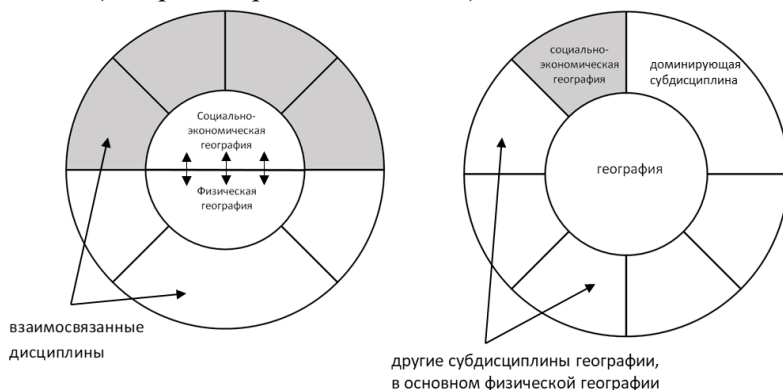 Социально-
экономическая
география
Физическая
география
взаимосвязанные
дисциплины
социально-
экономическая
география
доминирующая
субдисциплина
география
другие субдисциплины географии,
в основном физической географии